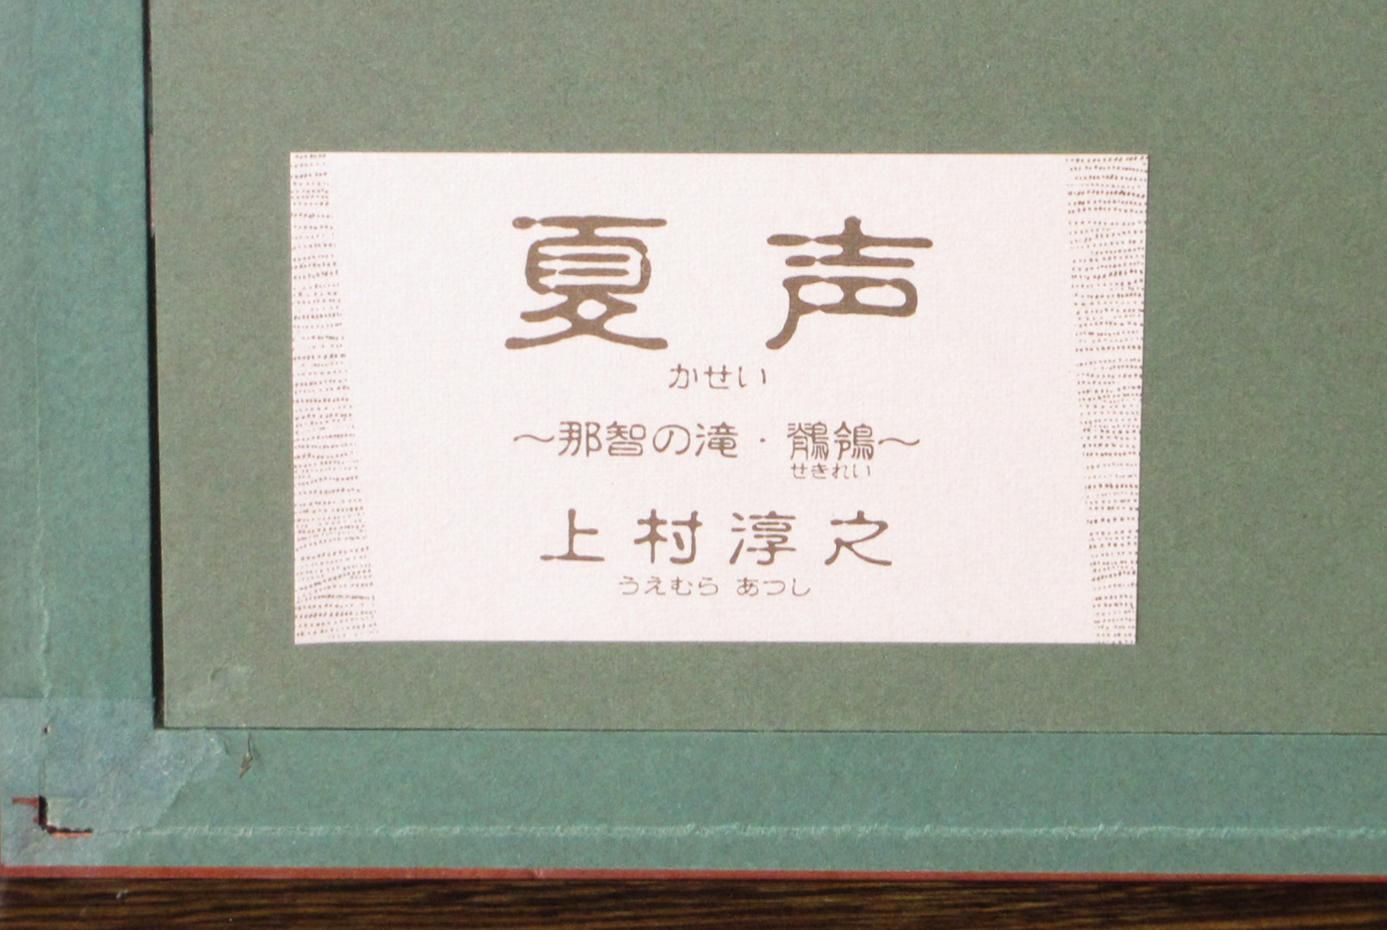 夏声
かせい
～那智の滝・鶺鴒～
せきれい
上村淳之
うえむら あつし